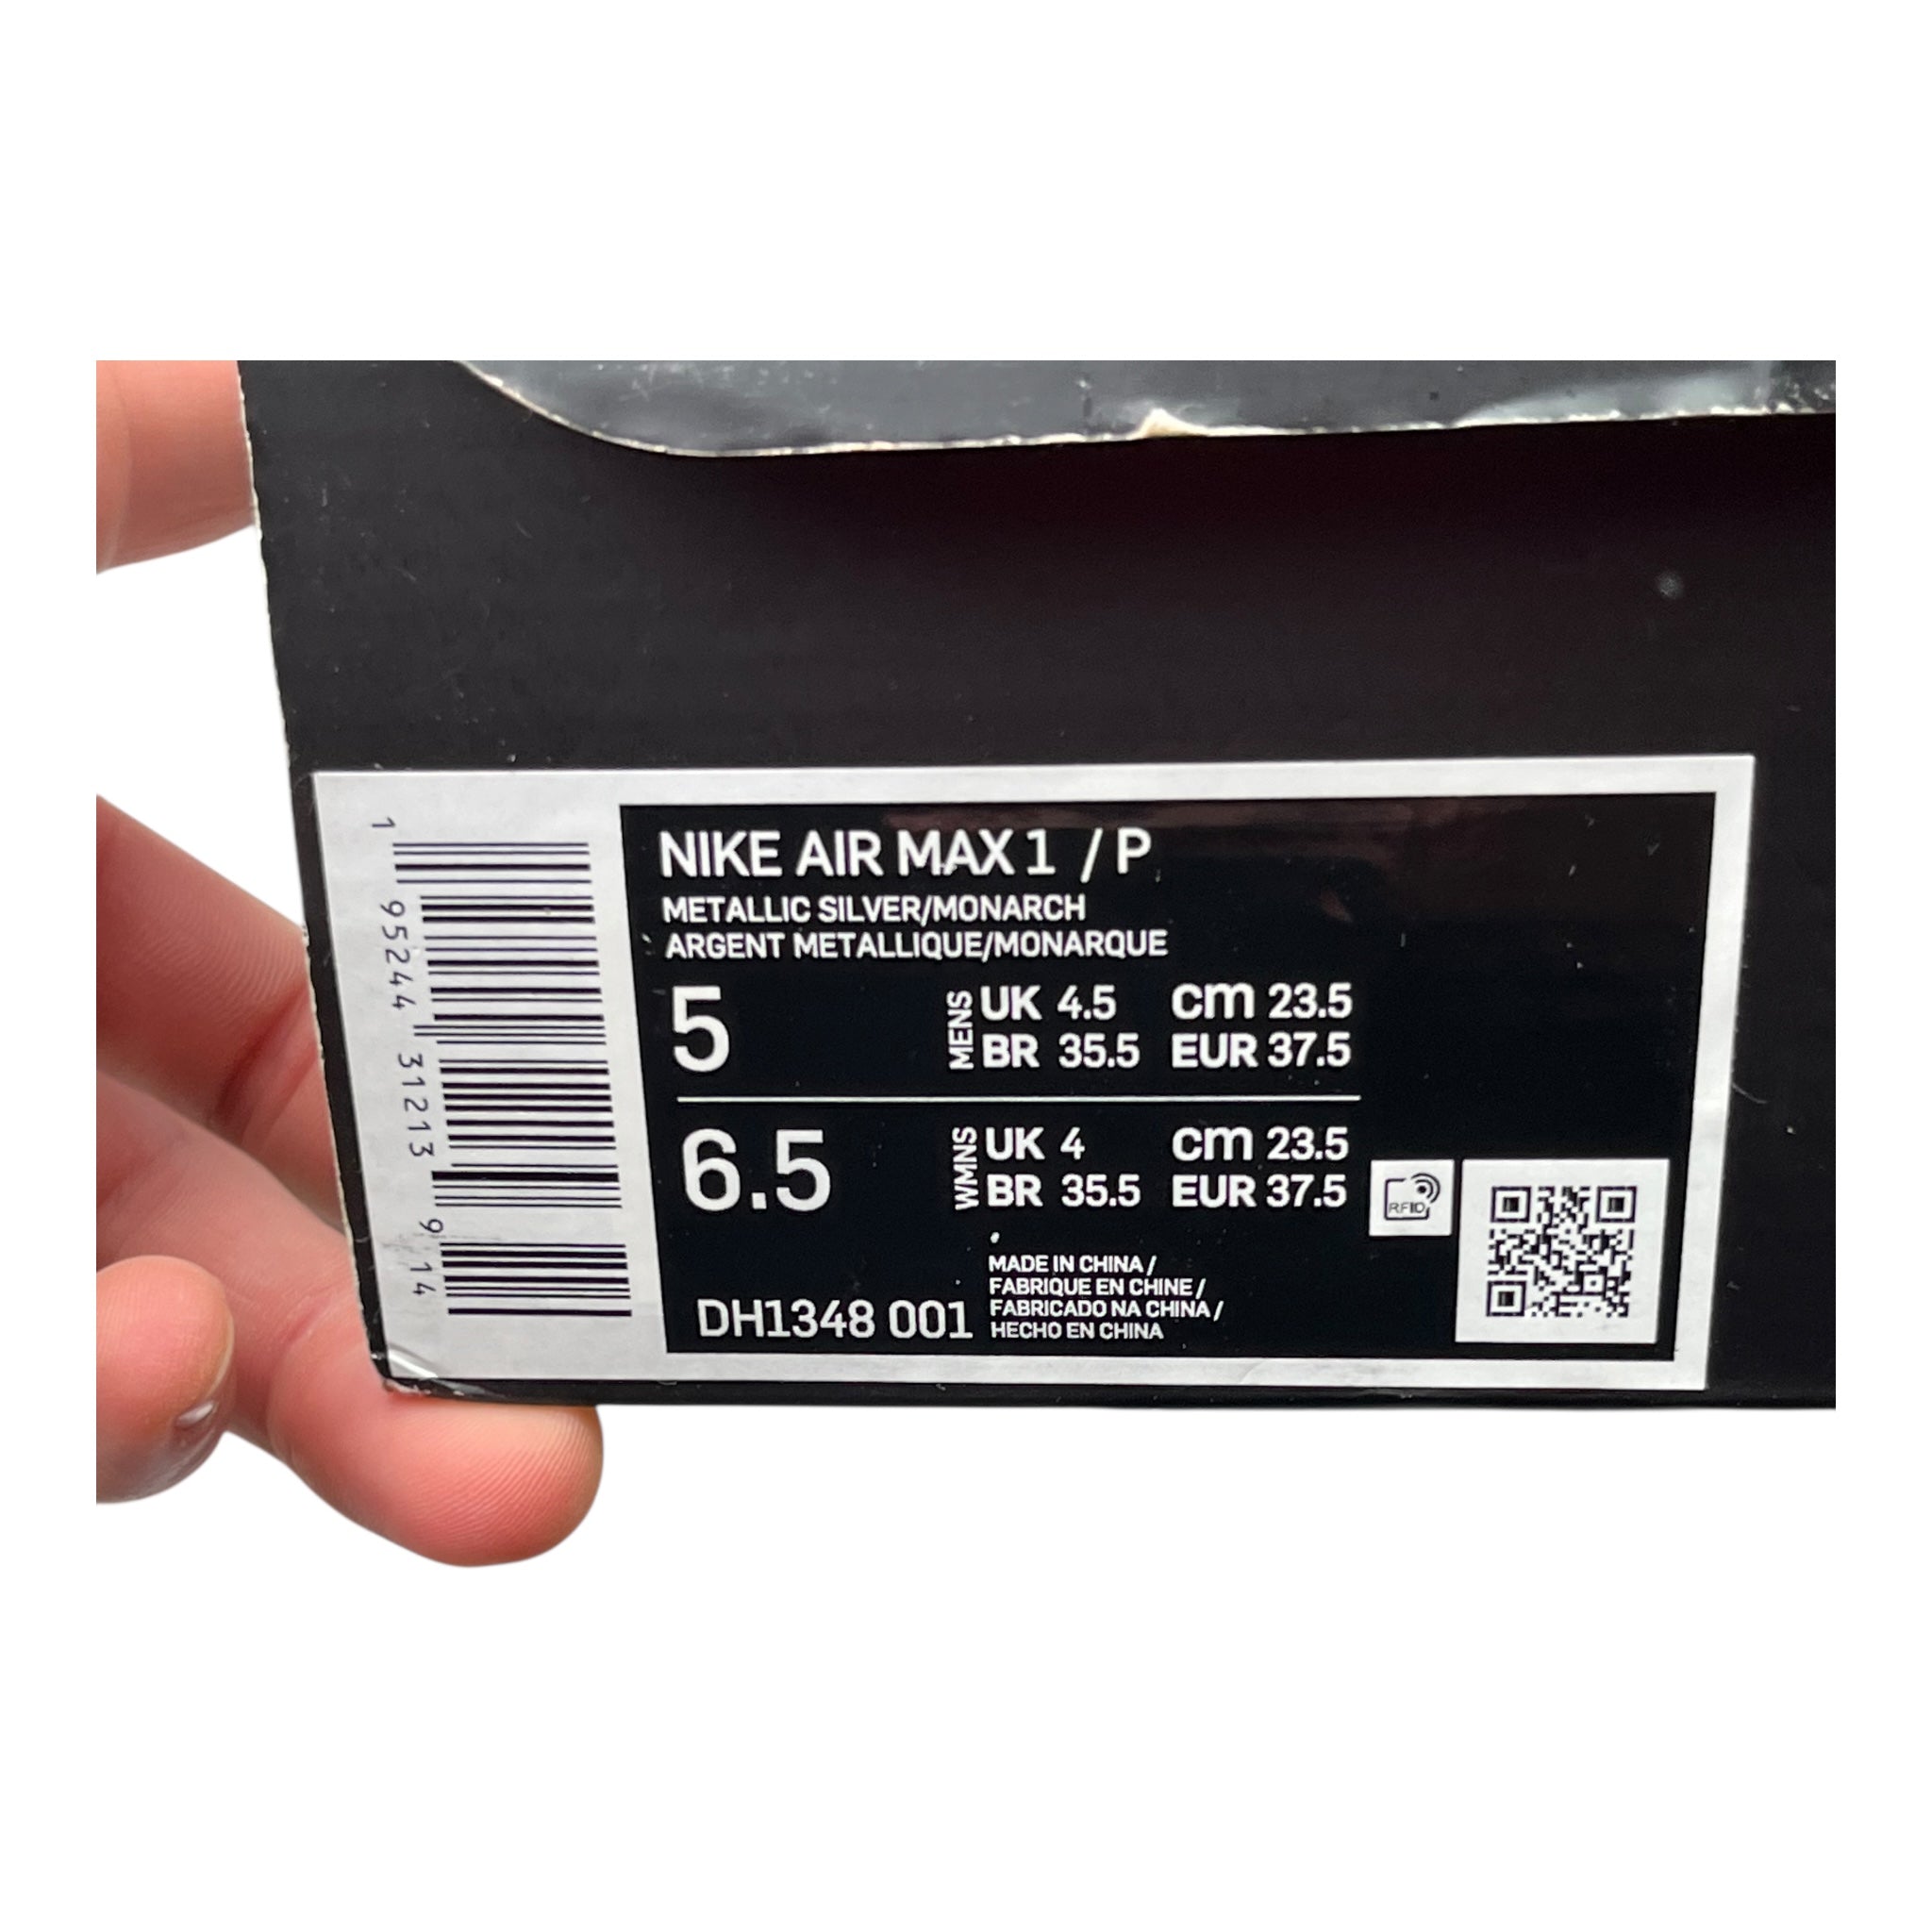 NIKE AIR MAX 1 / P
METALLIC SILVER/MONARCH
ARGENT METALLIQUE/MONARQUE
5
MENS
UK 4.5 cm 23.5
BR 35.5 EUR 37.5
6.5
WMNS
UK 4 cm 23.5
BR 35.5 EUR 37.5
MADE IN CHINA /
FABRIQUE EN CHINE /
FABRICADO NA CHINA /
HECHO EN CHINA
DH1348 001
RFID
1 95244 31213 9 14